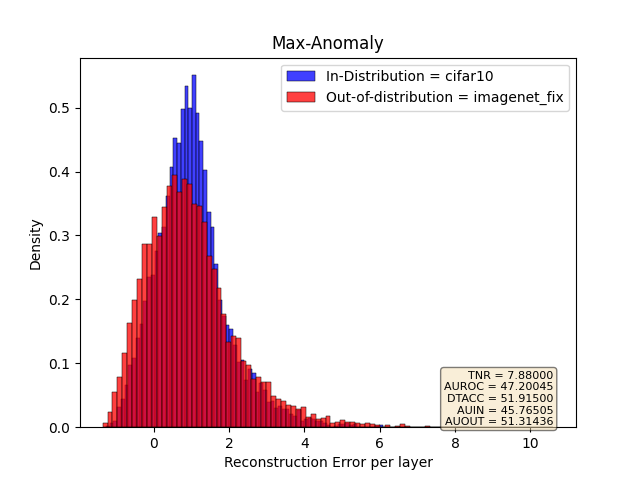 Max-Anomaly
In-Distribution = cifar10
Out-of-distribution = imagenet_fix
Density
0.5
0.4
0.3
0.2
0.1
0.0
TNR = 7.88000
AUROC = 47.20045
DTACC = 51.91500
AUIN = 45.76505
AUOUT = 51.31436
0 2 4 6 8 10
Reconstruction Error per layer